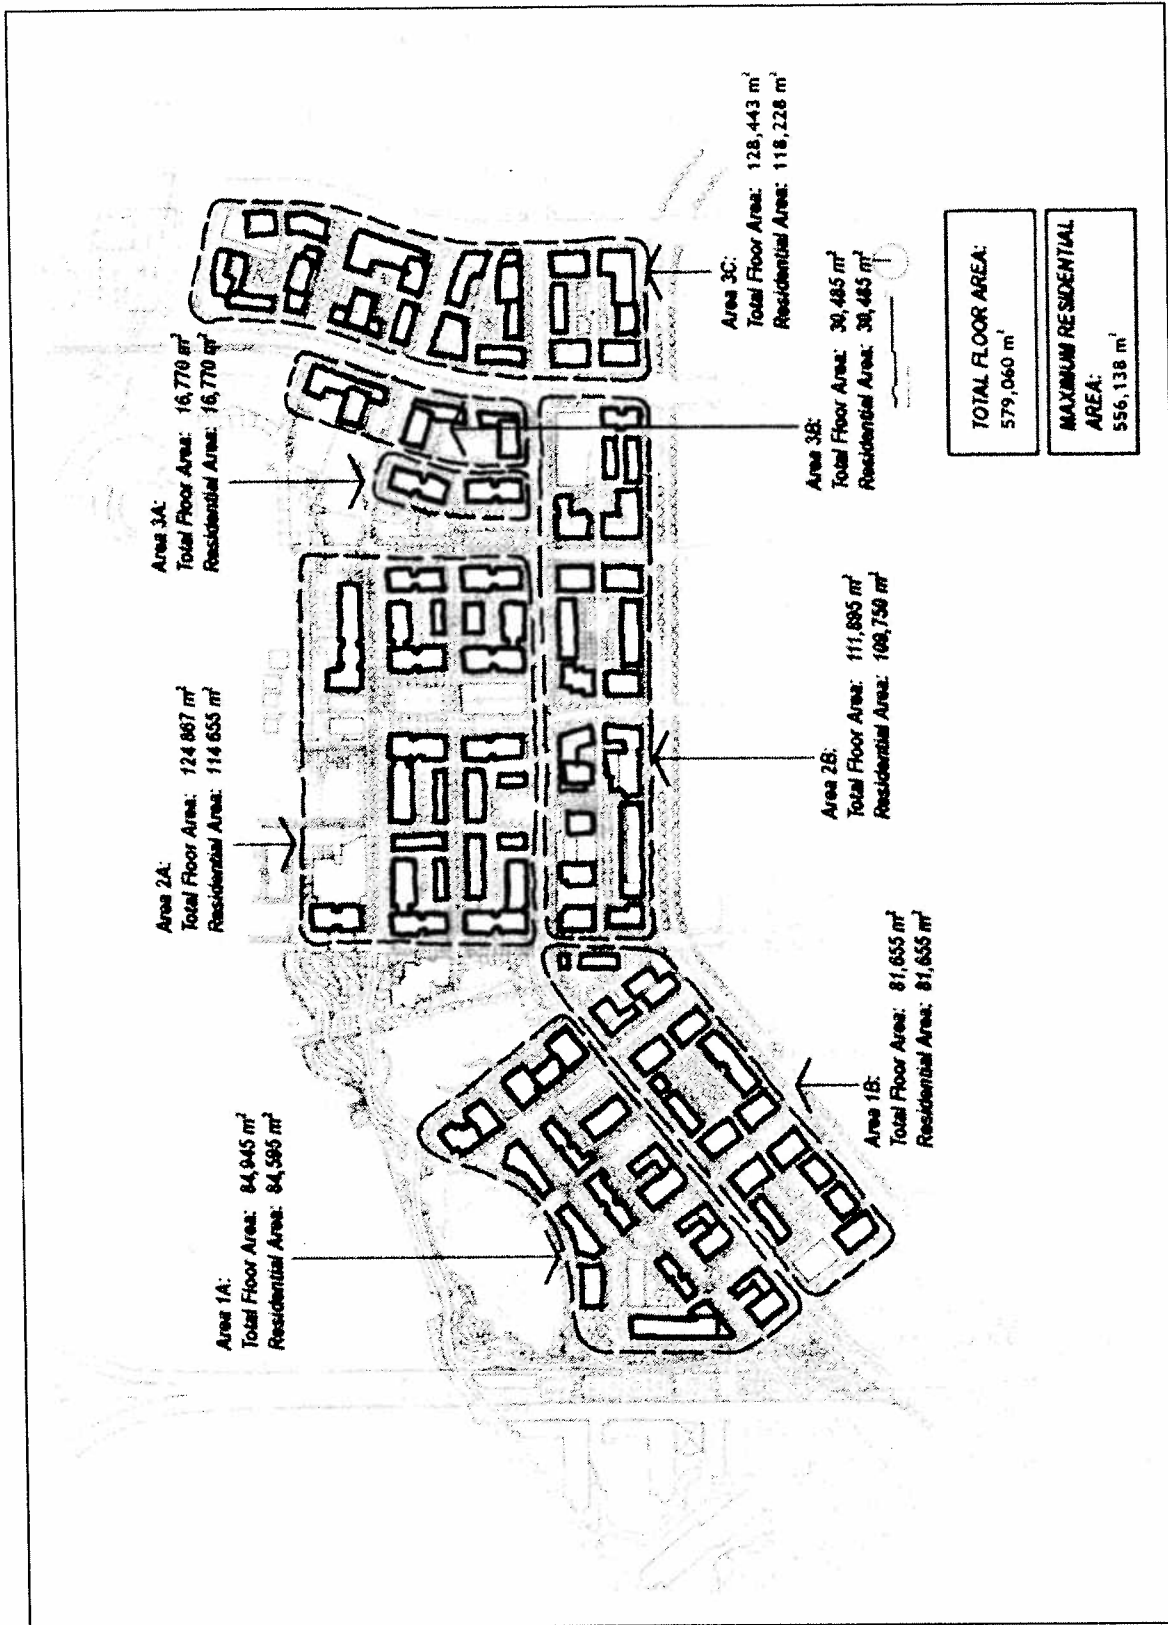 Area 1A:
Total Floor Area: 84,945 m²
Residential Area: 84,595 m²
Area 2A:
Total Floor Area: 124 867 m²
Residential Area: 114 655 m²
Area 3A:
Total Floor Area: 16,770 m²
Residential Area: 16,770 m²
Area 1B:
Total Floor Area: 81,655 m²
Residential Area: 81,655 m²
Area 2B:
Total Floor Area: 111,895 m²
Residential Area: 109,750 m²
Area 3B:
Total Floor Area: 30,485 m²
Residential Area: 30,485 m²
Area 3C:
Total Floor Area: 128,443 m²
Residential Area: 118,228 m²
TOTAL FLOOR AREA:
579,060 m²
MAXIMUM RESIDENTIAL
AREA:
556,138 m²